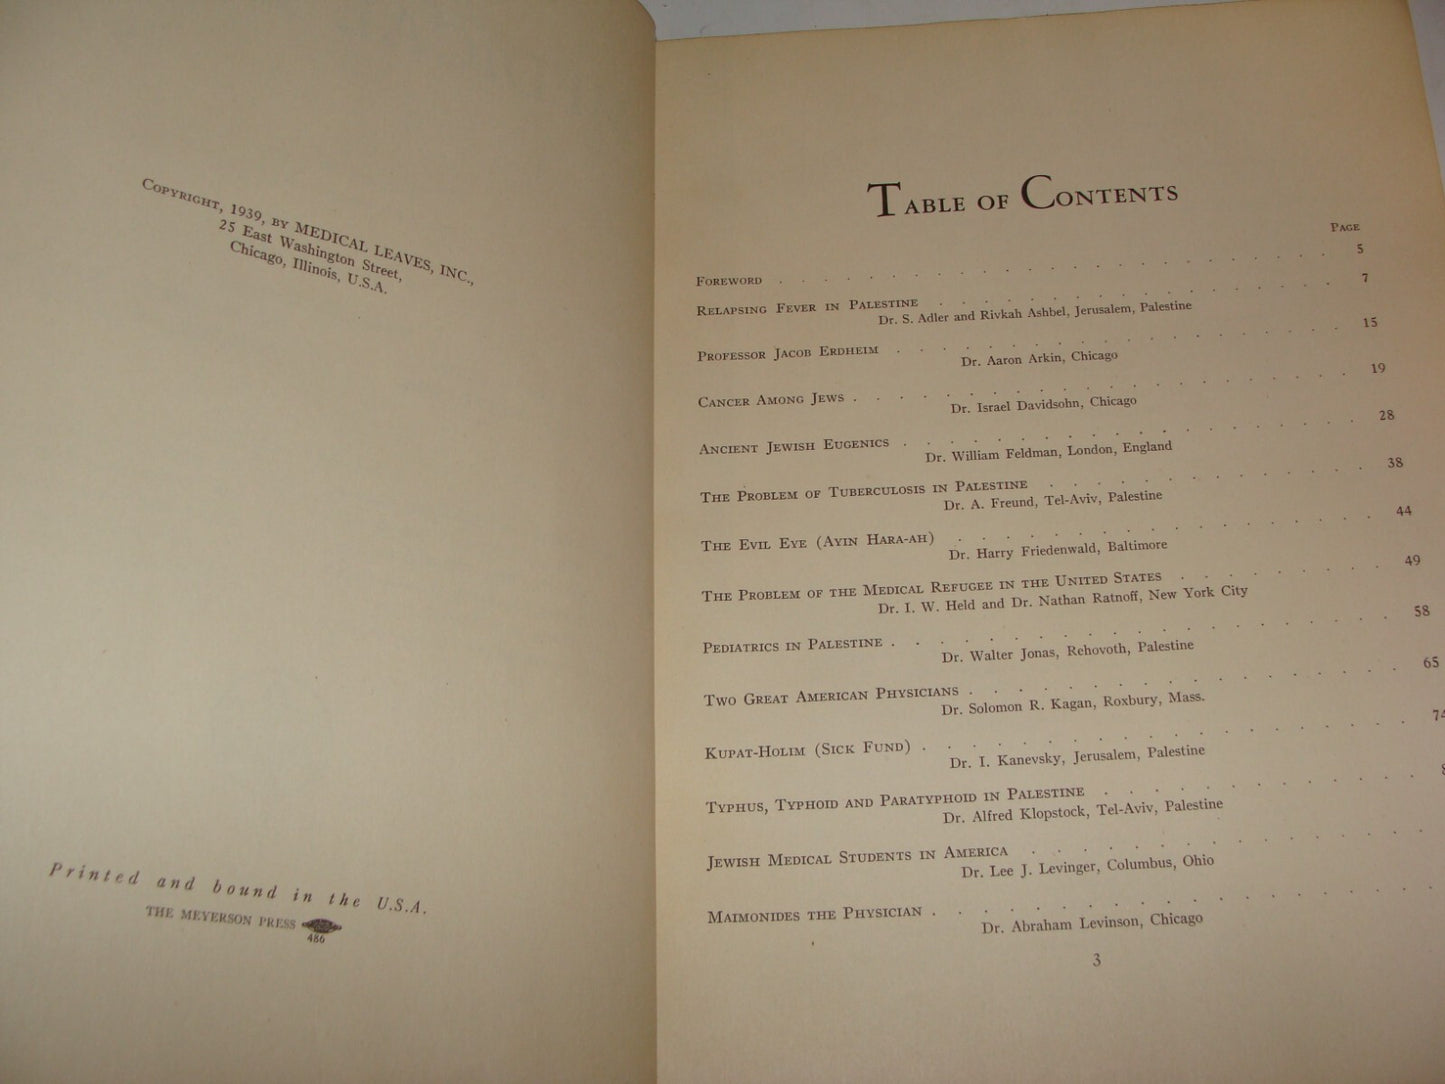 Copyright, 1939, by MEDICAL LEAVES, INC.,
25 East Washington Street,
Chicago, Illinois, U.S.A.
Printed and bound in the U.S.A.
THE MEYERSON PRESS
486
Table of Contents
Page
Foreword . . . . . . . . . . . . . . . . . . . . . . . . 5
Relapsing Fever in Palestine . . . . . . . . . . . . . . . . . . 7
Dr. S. Adler and Rivkah Ashbel, Jerusalem, Palestine
Professor Jacob Erdheim . . . . . . . . . . . . . . . . . . . . 15
Dr. Aaron Arkin, Chicago
Cancer Among Jews . . . . . . . . . . . . . . . . . . . . . . 19
Dr. Israel Davidsohn, Chicago
Ancient Jewish Eugenics . . . . . . . . . . . . . . . . . . . . 28
Dr. William Feldman, London, England
The Problem of Tuberculosis in Palestine . . . . . . . . . . . . . . 38
Dr. A. Freund, Tel-Aviv, Palestine
The Evil Eye (Ayin Hara-ah) . . . . . . . . . . . . . . . . . . 44
Dr. Harry Friedenwald, Baltimore
The Problem of the Medical Refugee in the United States . . . . . . . . . 49
Dr. I. W. Held and Dr. Nathan Ratnoff, New York City
Pediatrics in Palestine . . . . . . . . . . . . . . . . . . . . . 58
Dr. Walter Jonas, Rehovoth, Palestine
Two Great American Physicians . . . . . . . . . . . . . . . . . . 65
Dr. Solomon R. Kagan, Roxbury, Mass.
Kupat-Holim (Sick Fund) . . . . . . . . . . . . . . . . . . . . 74
Dr. I. Kanevsky, Jerusalem, Palestine
Typhus, Typhoid and Paratyphoid in Palestine . . . . . . . . . . . . .
Dr. Alfred Klopstock, Tel-Aviv, Palestine
Jewish Medical Students in America . . . . . . . . . . . . . . . .
Dr. Lee J. Levinger, Columbus, Ohio
Maimonides the Physician . . . . . . . . . . . . . . . . . . . .
Dr. Abraham Levinson, Chicago
3